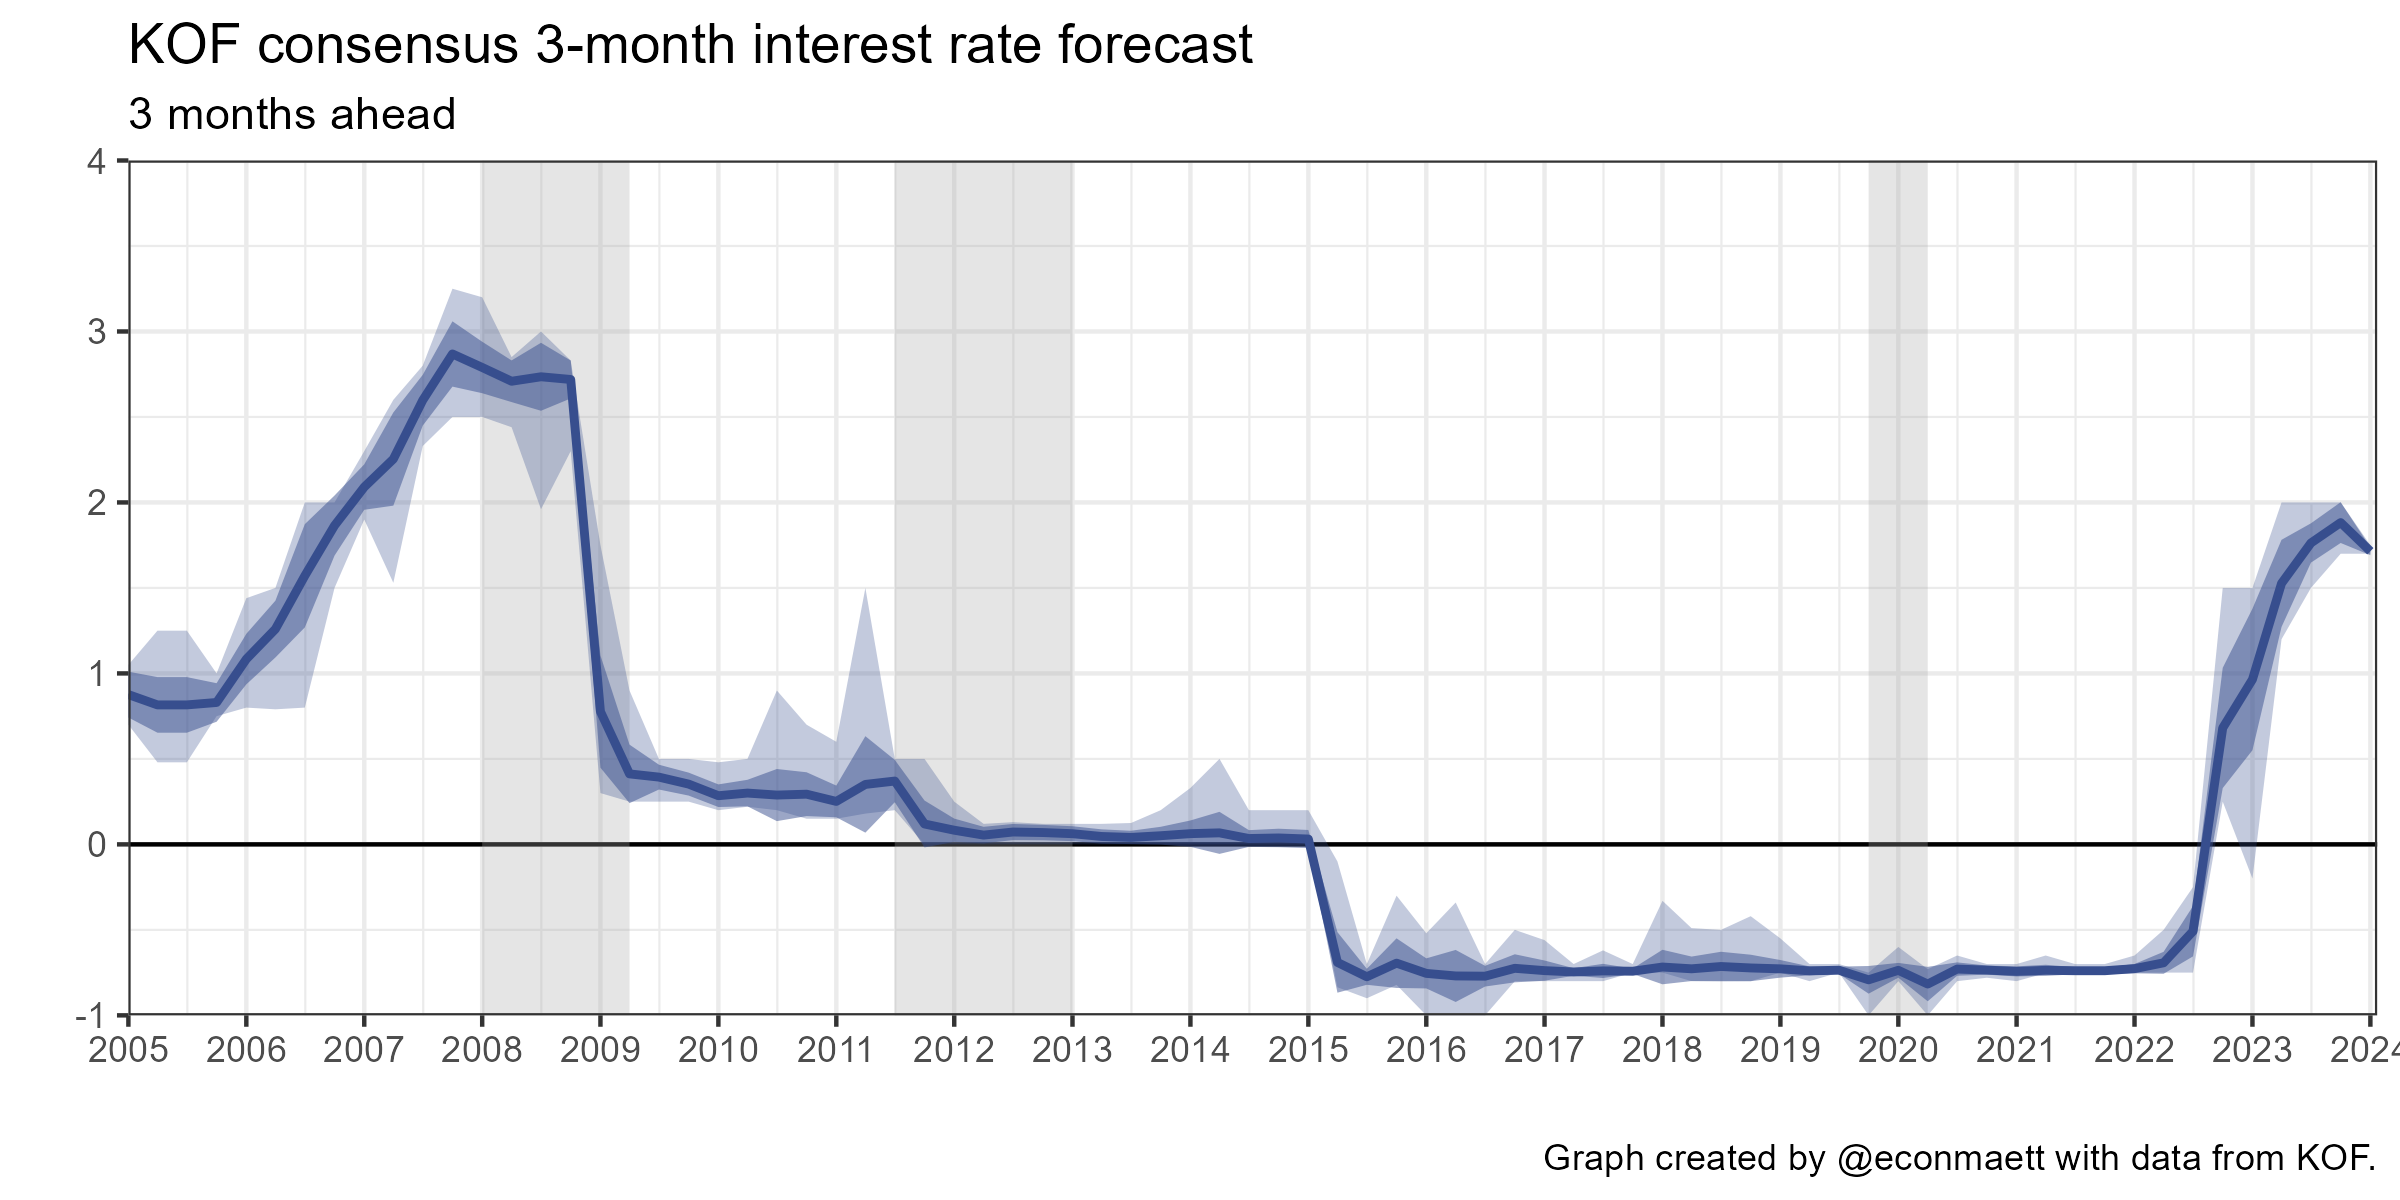 KOF consensus 3-month interest rate forecast
3 months ahead
4
3
2
1
0
-1
2005 2006 2007 2008 2009 2010 2011 2012 2013 2014 2015 2016 2017 2018 2019 2020 2021 2022 2023 2024
Graph created by @econmaett with data from KOF.